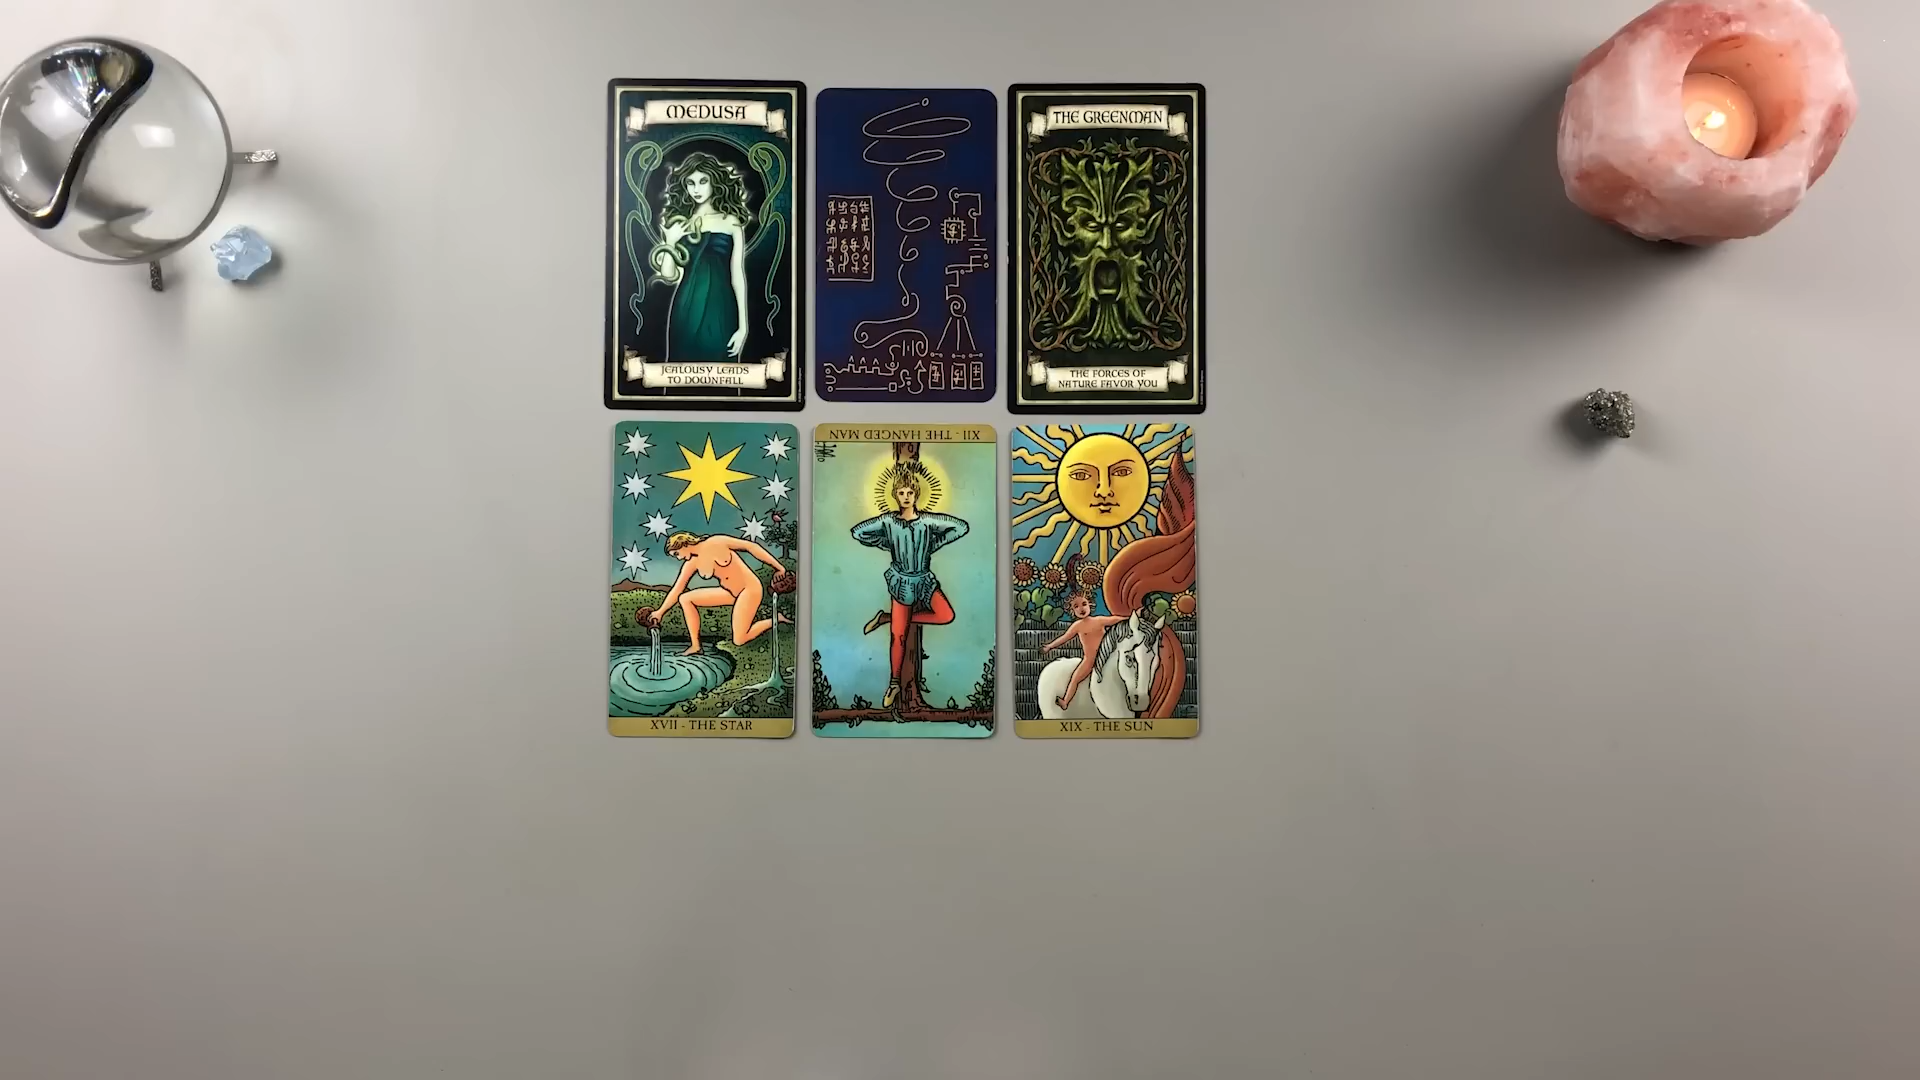 MEDUSA
JEALOUSY LEADS
TO DOWNFALL
THE GREENMAN
THE FORCES OF
NATURE FAVOR YOU
XVII - THE STAR
XII - THE HANGED MAN
XIX - THE SUN